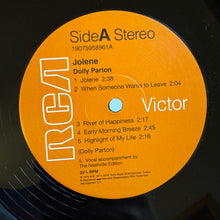 SideA Stereo
19075958961A
Jolene
Dolly Parton
1 Jolene 2:38
2 When Someone Wants to Leave 2:04
RCA
Victor
3 River of Happiness 2:17
4 Early Morning Breeze 2:45
5 Highlight of My Life 2:16
(Dolly Parton)
5. Vocal accompaniment by
The Nashville Edition
33⅓ RPM